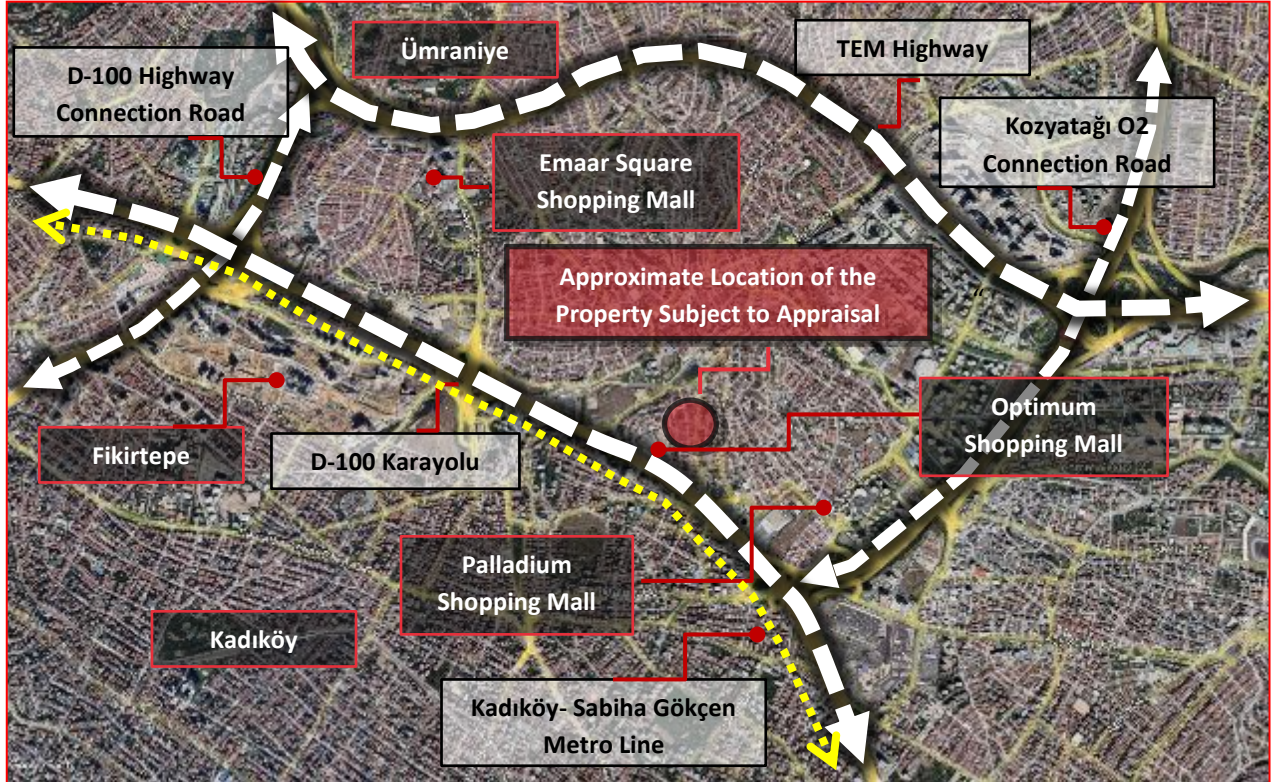 Ümraniye
TEM Highway
D-100 Highway
Connection Road
Kozyatağı O2
Connection Road
Emaar Square
Shopping Mall
Approximate Location of the
Property Subject to Appraisal
“
Optimum
Shopping Mall
Fikirtepe
D-100 Karayolu
Palladium
Shopping Mall
Kadıköy
Kadıköy- Sabiha Gökçen
Metro Line